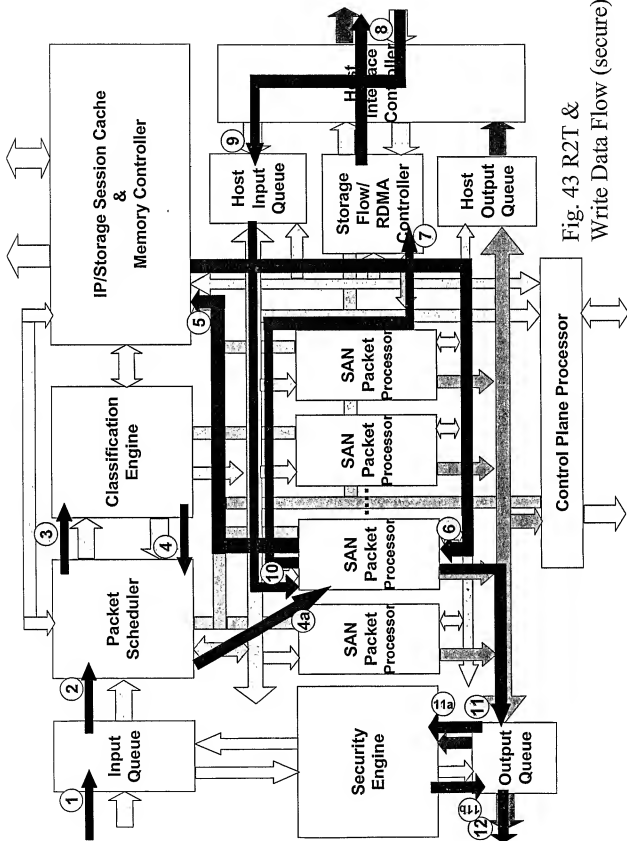 1
Input
Queue
2
Packet
Scheduler
3
4
Classification
Engine
IP/Storage Session Cache
&
Memory Controller
5
4a
Security
Engine
SAN
Packet
Processor
10
SAN
Packet
Processor
6
SAN
Packet
Processor
SAN
Packet
Processor
9
Host
Input
Queue
Storage
Flow/
RDMA
Controller
7
Host
Output
Queue
8
Host
Interface
Controller
11a
11
11b
12
Output
Queue
Control Plane Processor
Fig. 43 R2T &
Write Data Flow (secure)